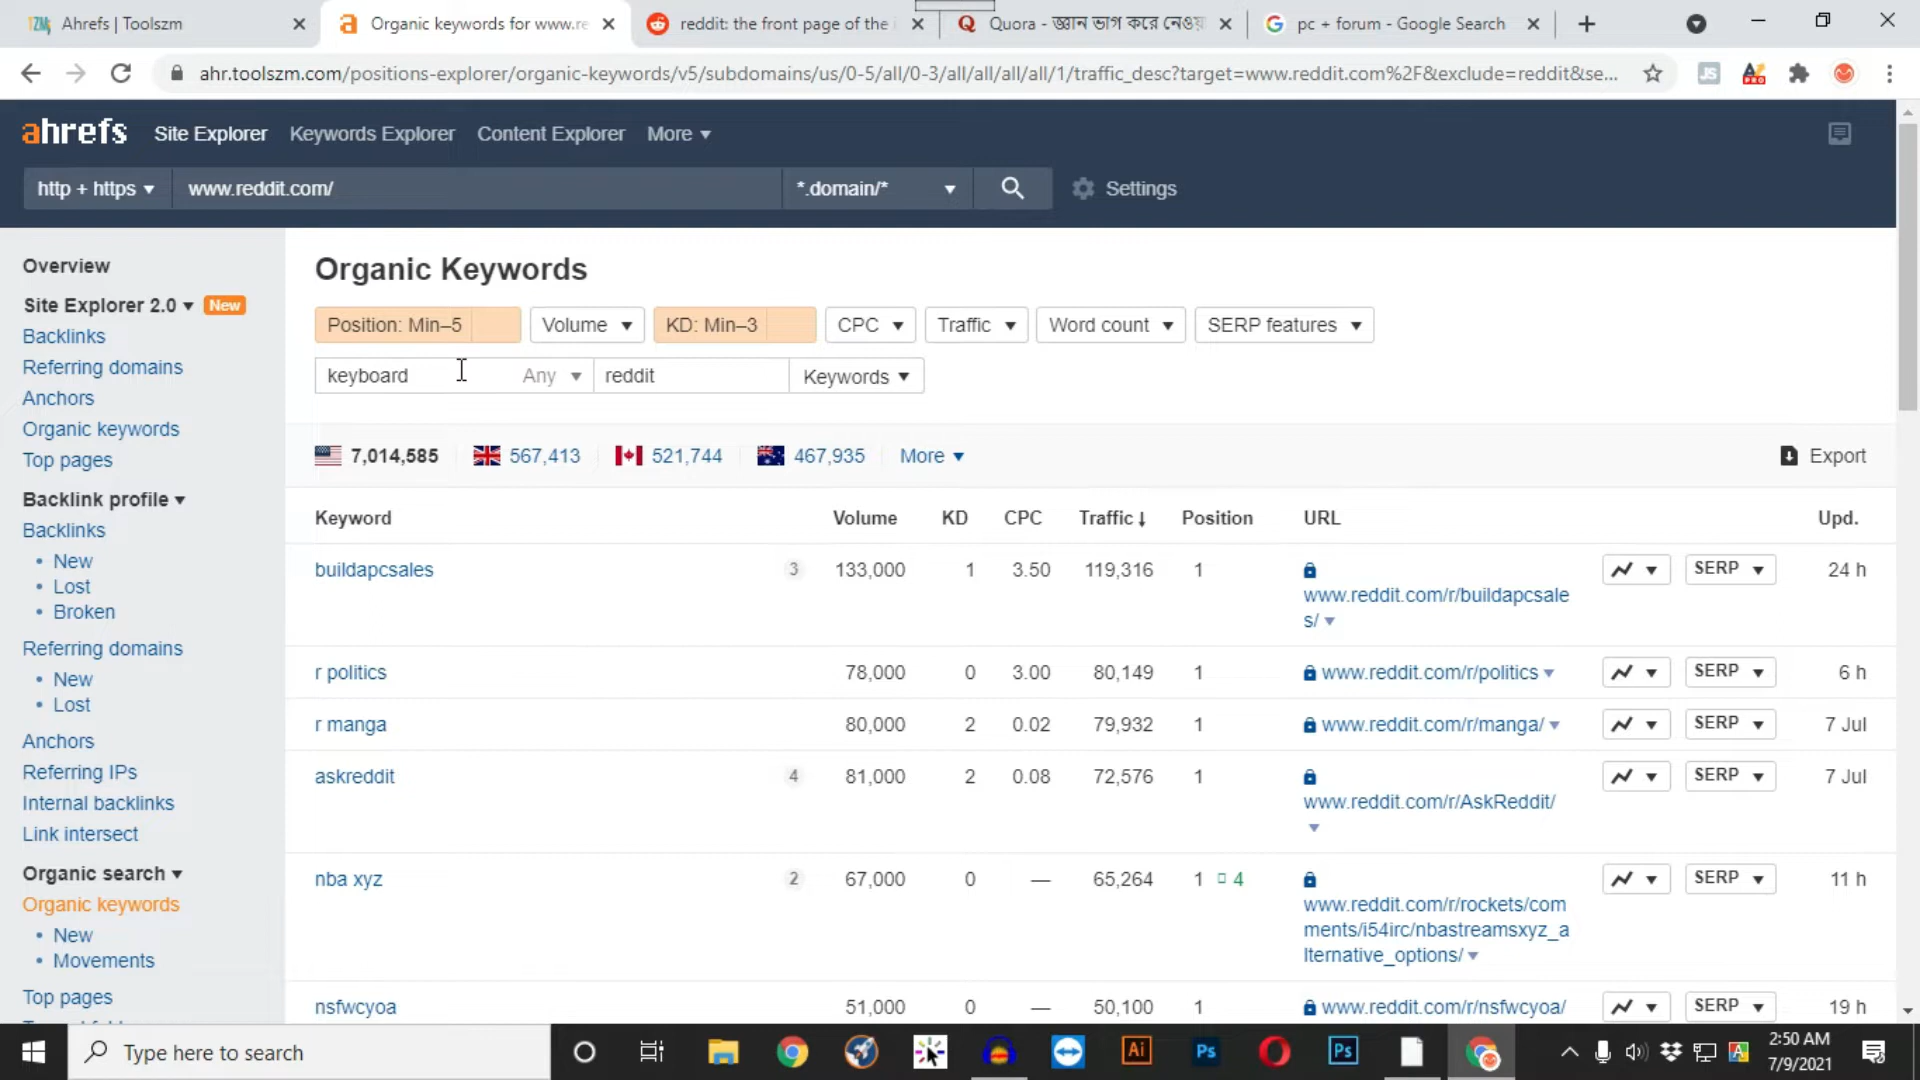 Ahrefs | Toolszm
Organic keywords for www.re
reddit: the front page of the i
Quora - জ্ঞান ভাগ করে নেওয়
pc + forum - Google Search
ahr.toolszm.com/positions-explorer/organic-keywords/v5/subdomains/us/0-5/all/0-3/all/all/all/all/1/traffic_desc?target=www.reddit.com%2F&exclude=reddit&se...
ahrefs Site Explorer Keywords Explorer Content Explorer More
http + https www.reddit.com/ *.domain/* Settings
Overview
Site Explorer 2.0 New
Backlinks
Referring domains
Anchors
Organic keywords
Top pages
Backlink profile
Backlinks
• New
• Lost
• Broken
Referring domains
• New
• Lost
Anchors
Referring IPs
Internal backlinks
Link intersect
Organic search
Organic keywords
• New
• Movements
Top pages
Organic Keywords
Position: Min–5 Volume KD: Min–3 CPC Traffic Word count SERP features
keyboard Any reddit Keywords
7,014,585 567,413 521,744 467,935 More Export
Keyword Volume KD CPC Traffic↓ Position URL Upd.
buildapcsales 3 133,000 1 3.50 119,316 1 SERP 24 h
www.reddit.com/r/buildapcsale
s/
r politics 78,000 0 3.00 80,149 1 www.reddit.com/r/politics SERP 6 h
r manga 80,000 2 0.02 79,932 1 www.reddit.com/r/manga/ SERP 7 Jul
askreddit 4 81,000 2 0.08 72,576 1 SERP 7 Jul
www.reddit.com/r/AskReddit/
nba xyz 2 67,000 0 — 65,264 1 4 SERP 11 h
www.reddit.com/r/rockets/com
ments/i54irc/nbastreamsxyz_a
lternative_options/
nsfwcyoa 51,000 0 — 50,100 1 www.reddit.com/r/nsfwcyoa/ SERP 19 h
Type here to search
Ai
Ps
Ps
2:50 AM
7/9/2021